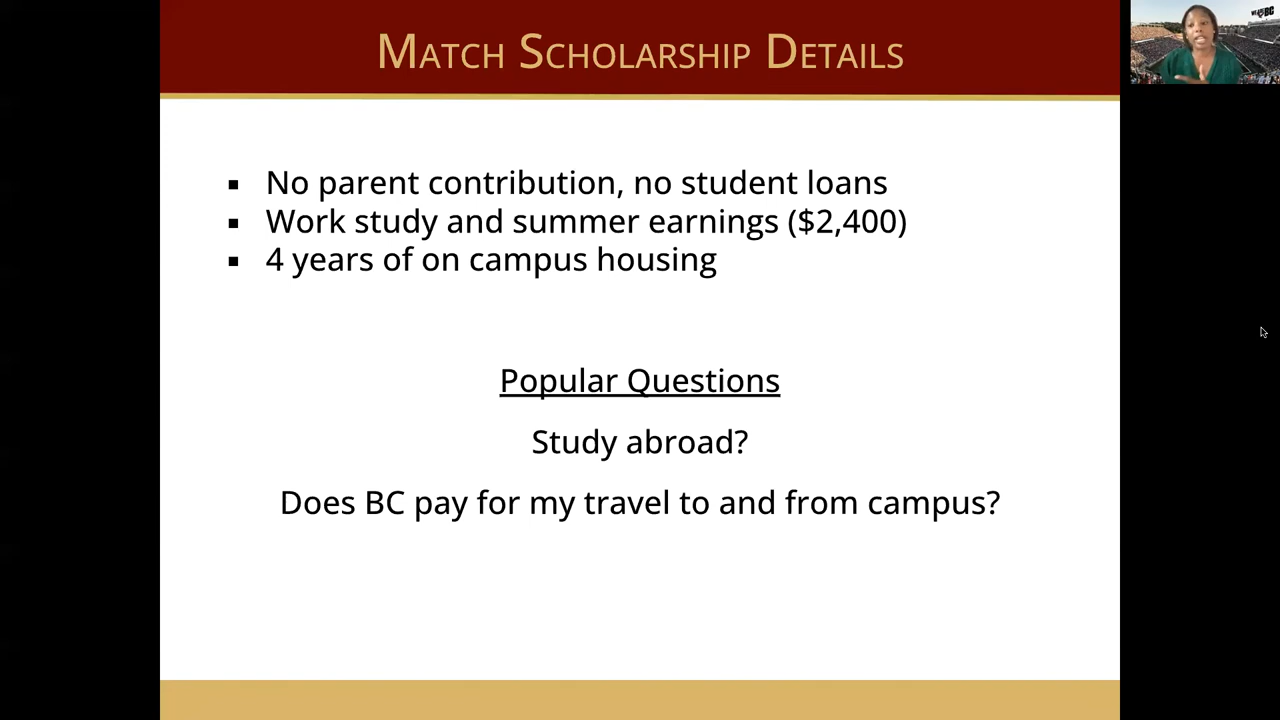 Match Scholarship Details
▪ No parent contribution, no student loans
▪ Work study and summer earnings ($2,400)
▪ 4 years of on campus housing
Popular Questions
Study abroad?
Does BC pay for my travel to and from campus?